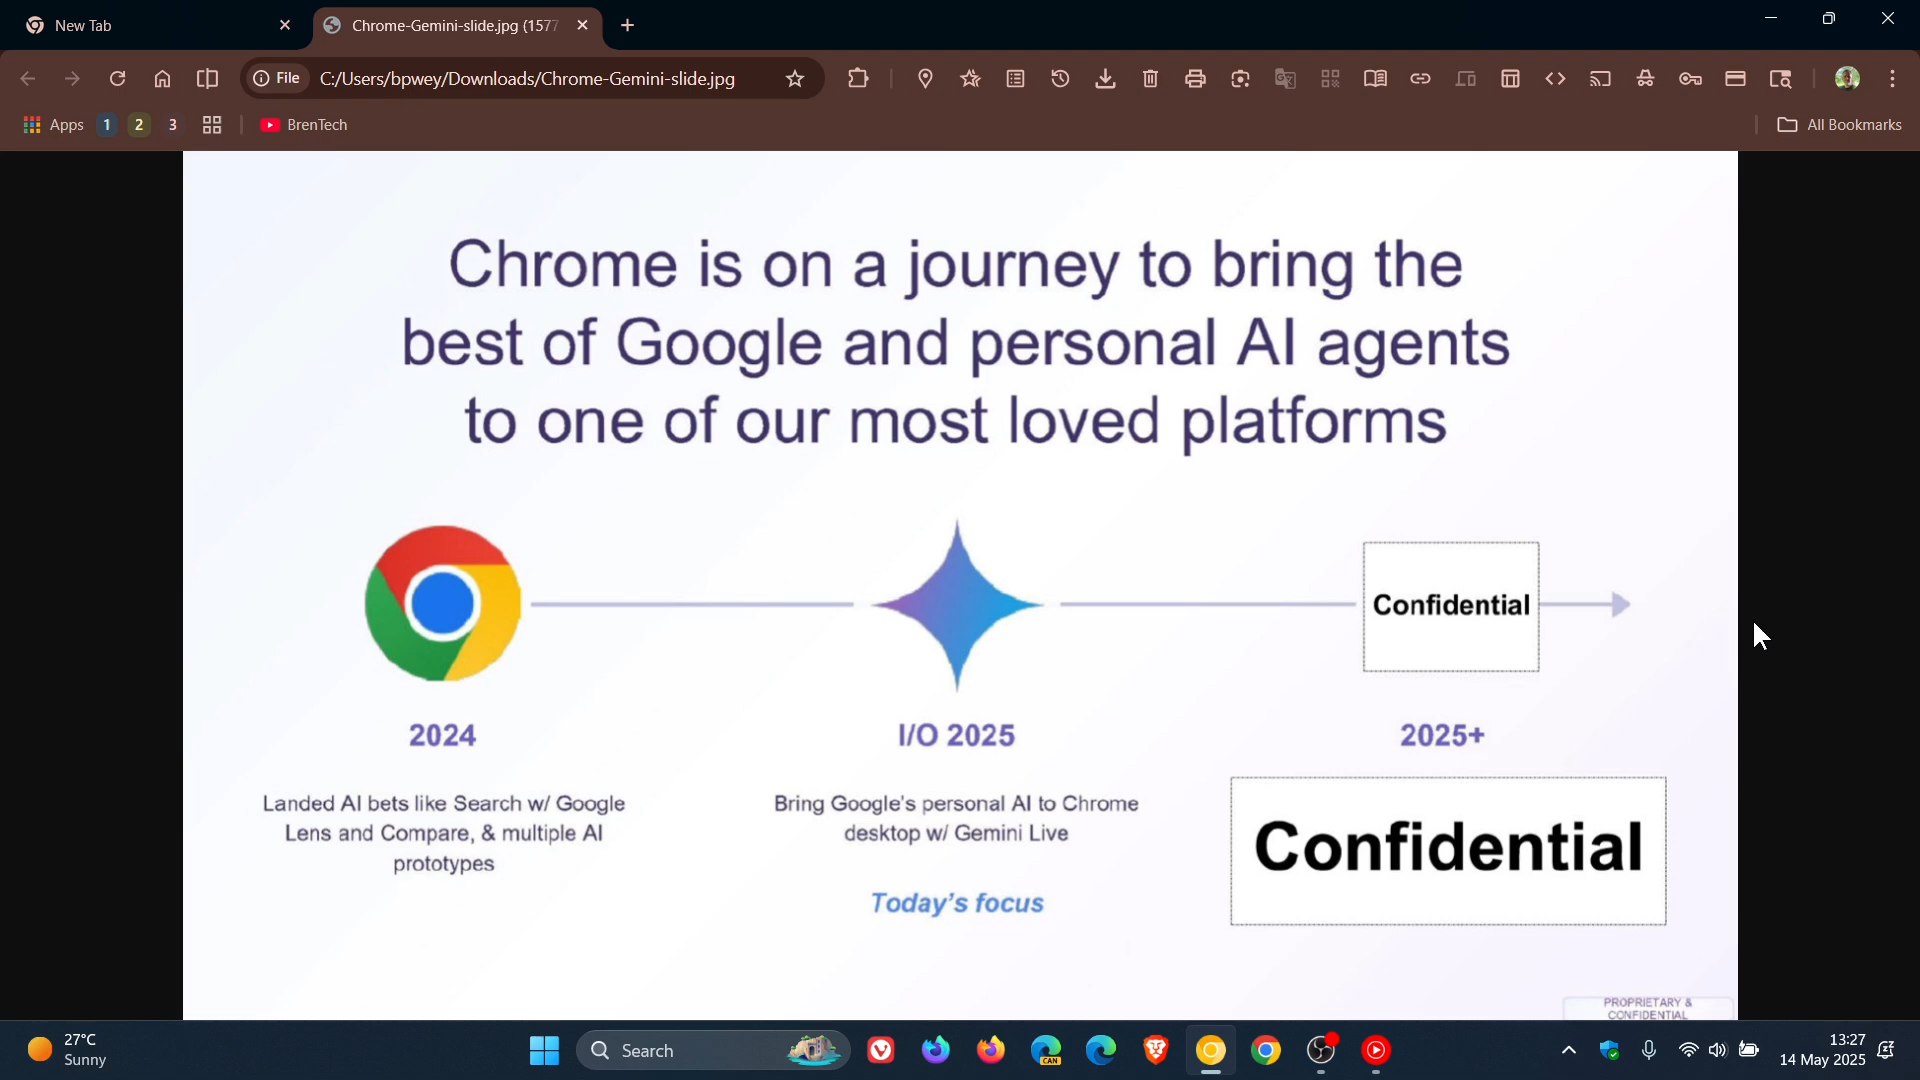 New Tab
Chrome-Gemini-slide.jpg (1577
File
C:/Users/bpwey/Downloads/Chrome-Gemini-slide.jpg
Apps 1 2 3
BrenTech
All Bookmarks
Chrome is on a journey to bring the
best of Google and personal AI agents
to one of our most loved platforms
Confidential
2024
I/O 2025
2025+
Landed AI bets like Search w/ Google
Lens and Compare, & multiple AI
prototypes
Bring Google's personal AI to Chrome
desktop w/ Gemini Live
Today's focus
Confidential
PROPRIETARY &
CONFIDENTIAL
27°C
Sunny
Search
CAN
13:27
14 May 2025